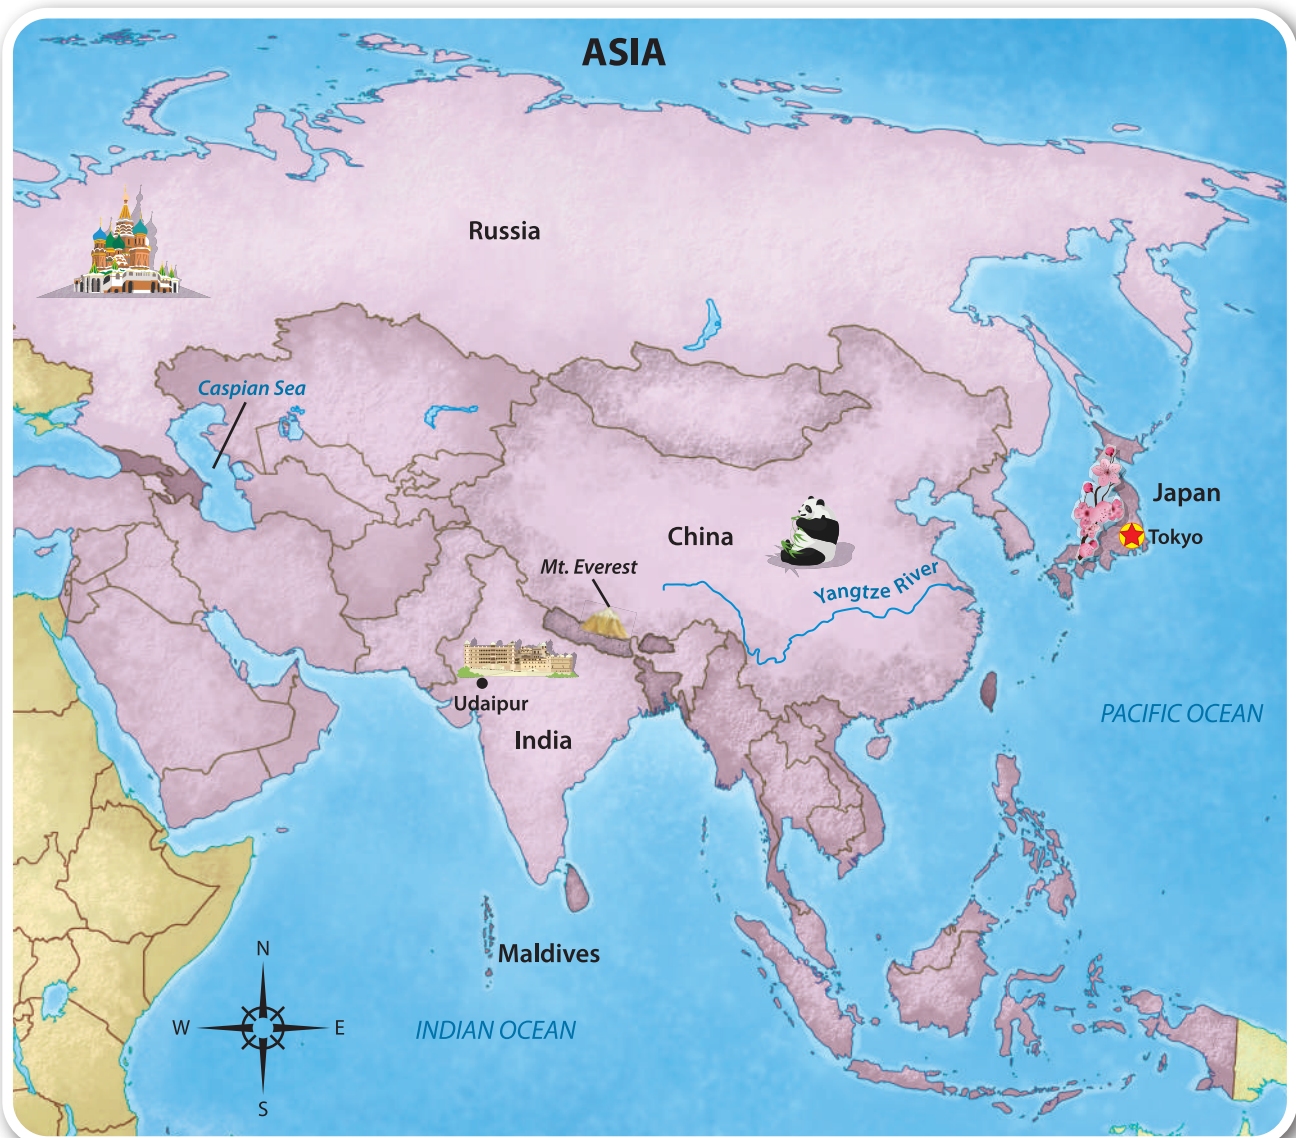 ASIA
Russia
Caspian Sea
Japan
China
Tokyo
Mt. Everest
Yangtze River
Udaipur
PACIFIC OCEAN
India
N
Maldives
W
E
INDIAN OCEAN
S